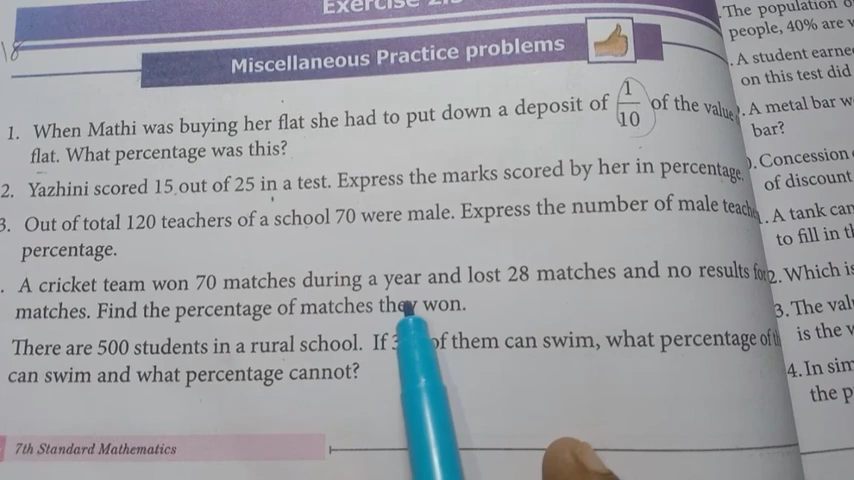 Exercise 2.
18
Miscellaneous Practice problems
1. When Mathi was buying her flat she had to put down a deposit of 1/10 of the value
flat. What percentage was this?
2. Yazhini scored 15 out of 25 in a test. Express the marks scored by her in percentage.
3. Out of total 120 teachers of a school 70 were male. Express the number of male
percentage.
. A cricket team won 70 matches during a year and lost 28 matches and no results
matches. Find the percentage of matches they won.
There are 500 students in a rural school. If of them can swim, what percentage of
can swim and what percentage cannot?
7th Standard Mathematics
.The population
people, 40% are
. A student
on this test did
. A metal bar
bar?
. Concession
of discount
. A tank can
to fill in
2. Which is
3. The
is the
4. In
the